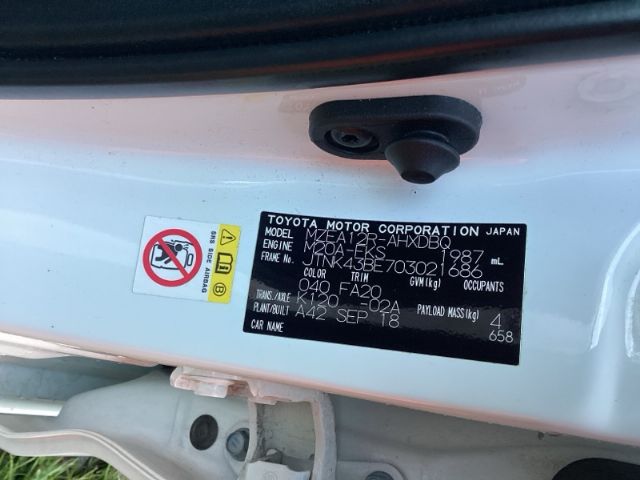 TOYOTA MOTOR CORPORATION JAPAN
MODEL MZEA12R-AHXDBQ
ENGINE M20A-FKS 1987 mL
FRAME No. JTNK43BE703021686
COLOR TRIM GVM(kg) OCCUPANTS
040 FA20
TRANS./AXLE K120 -02A PAYLOAD MASS(kg) 4
PLANT/BUILT A42 SEP 18 658
CAR NAME
SRS SIDE AIRBAG